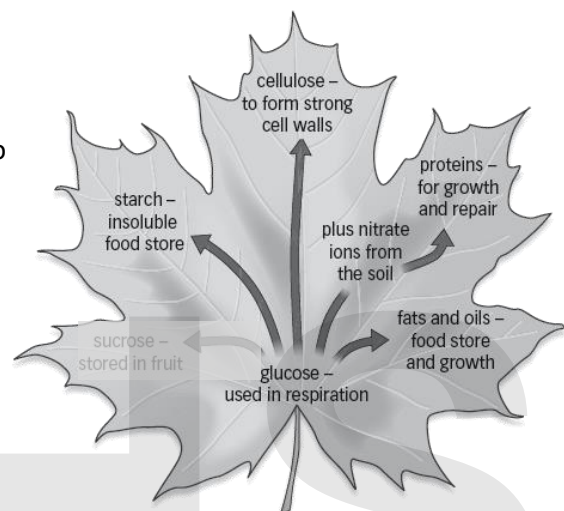 cellulose –
to form strong
cell walls
proteins –
for growth
and repair
starch –
insoluble
food store
plus nitrate
ions from
the soil
fats and oils –
food store
and growth
sucrose –
stored in fruit
glucose –
used in respiration